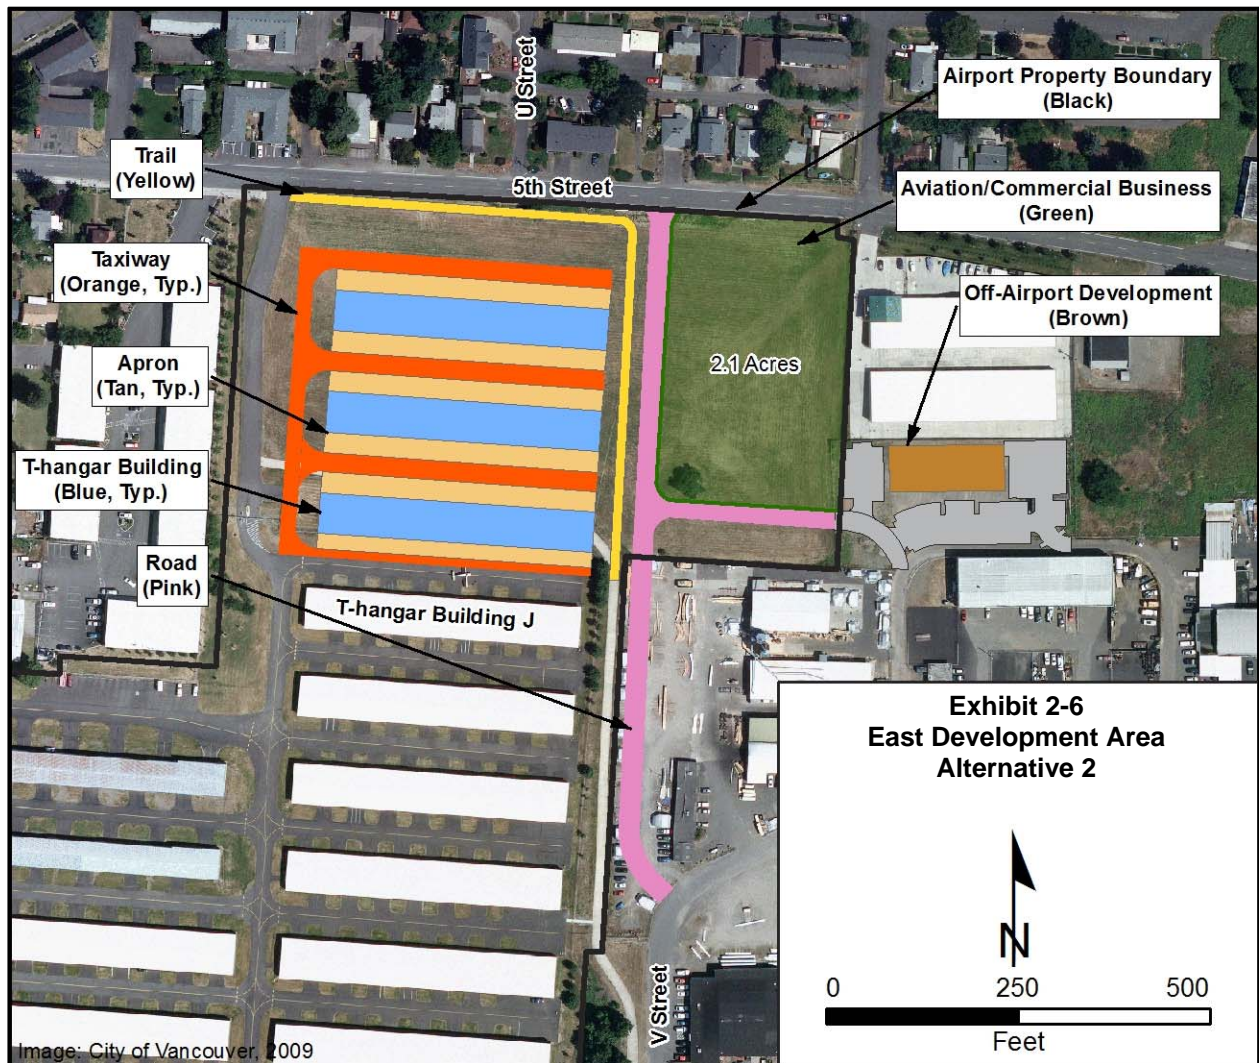 U Street
Airport Property Boundary
(Black)
Trail
(Yellow)
5th Street
Aviation/Commercial Business
(Green)
Taxiway
(Orange, Typ.)
Off-Airport Development
(Brown)
2.1 Acres
Apron
(Tan, Typ.)
T-hangar Building
(Blue, Typ.)
Road
(Pink)
T-hangar Building J
Exhibit 2-6
East Development Area
Alternative 2
N
0 250 500
Feet
V Street
Image: City of Vancouver, 2009